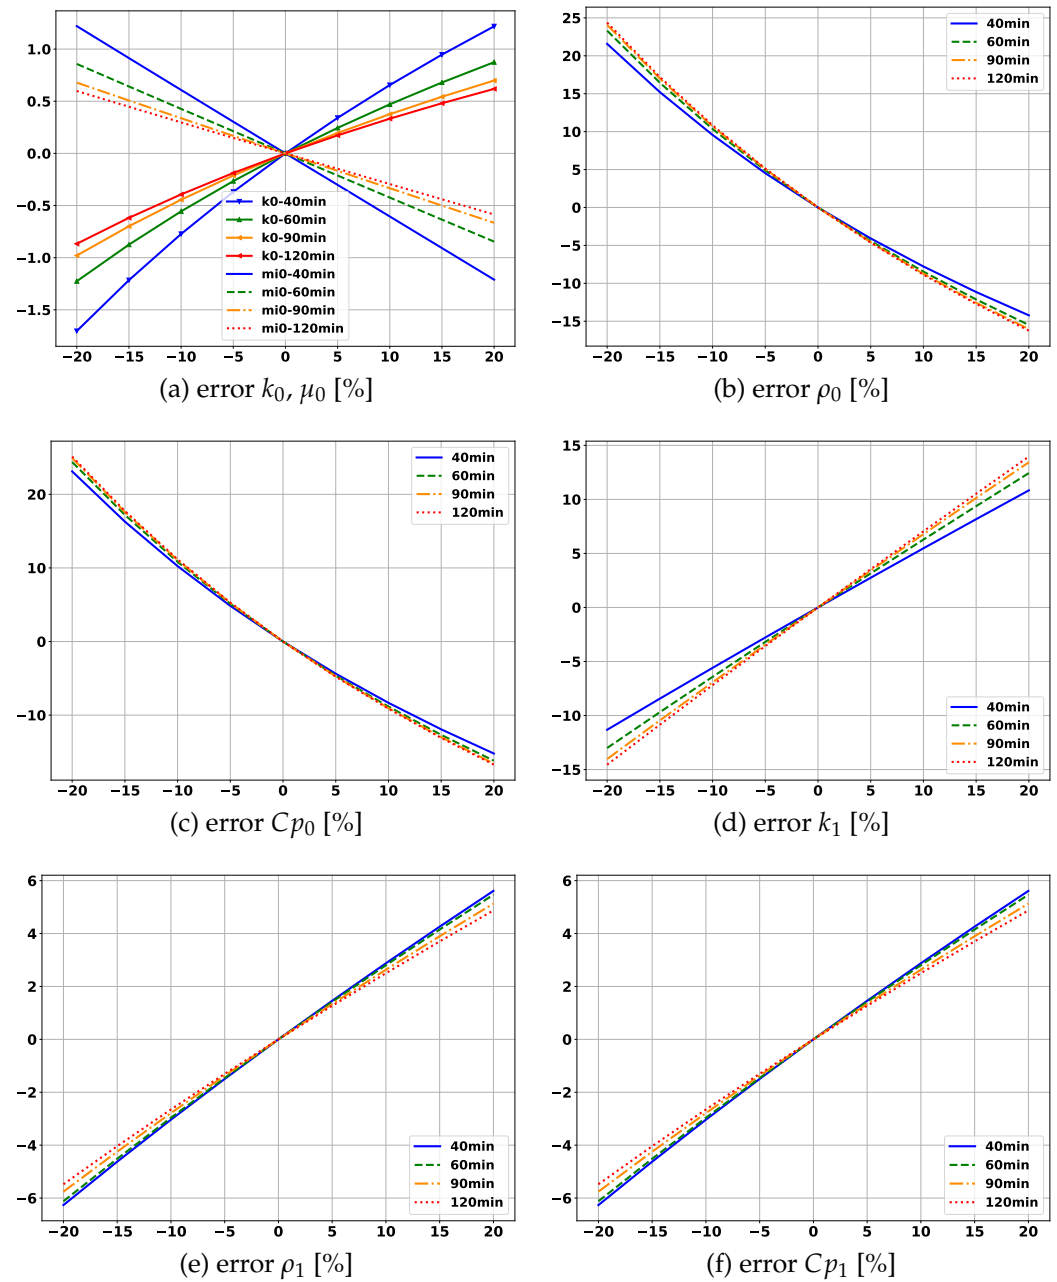 1.0
0.5
0.0
−0.5
−1.0
−1.5
k0-40min
k0-60min
k0-90min
k0-120min
mi0-40min
mi0-60min
mi0-90min
mi0-120min
−20 −15 −10 −5 0 5 10 15 20
(a) error k₀, μ₀ [%]
25
20
15
10
5
0
−5
−10
−15
40min
60min
90min
120min
−20 −15 −10 −5 0 5 10 15 20
(b) error ρ₀ [%]
20
10
0
−10
40min
60min
90min
120min
−20 −15 −10 −5 0 5 10 15 20
(c) error Cp₀ [%]
15
10
5
0
−5
−10
−15
40min
60min
90min
120min
−20 −15 −10 −5 0 5 10 15 20
(d) error k₁ [%]
6
4
2
0
−2
−4
−6
40min
60min
90min
120min
−20 −15 −10 −5 0 5 10 15 20
(e) error ρ₁ [%]
6
4
2
0
−2
−4
−6
40min
60min
90min
120min
−20 −15 −10 −5 0 5 10 15 20
(f) error Cp₁ [%]